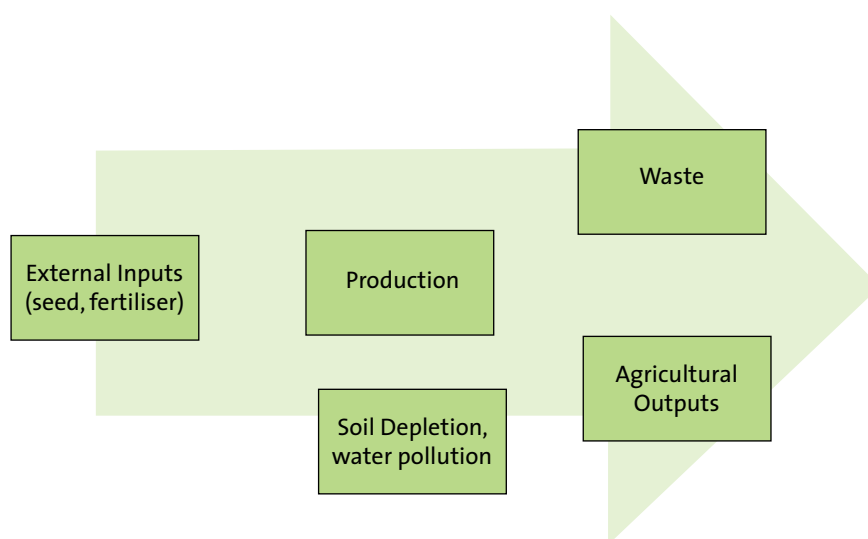 Waste
External Inputs
(seed, fertiliser)
Production
Agricultural
Outputs
Soil Depletion,
water pollution